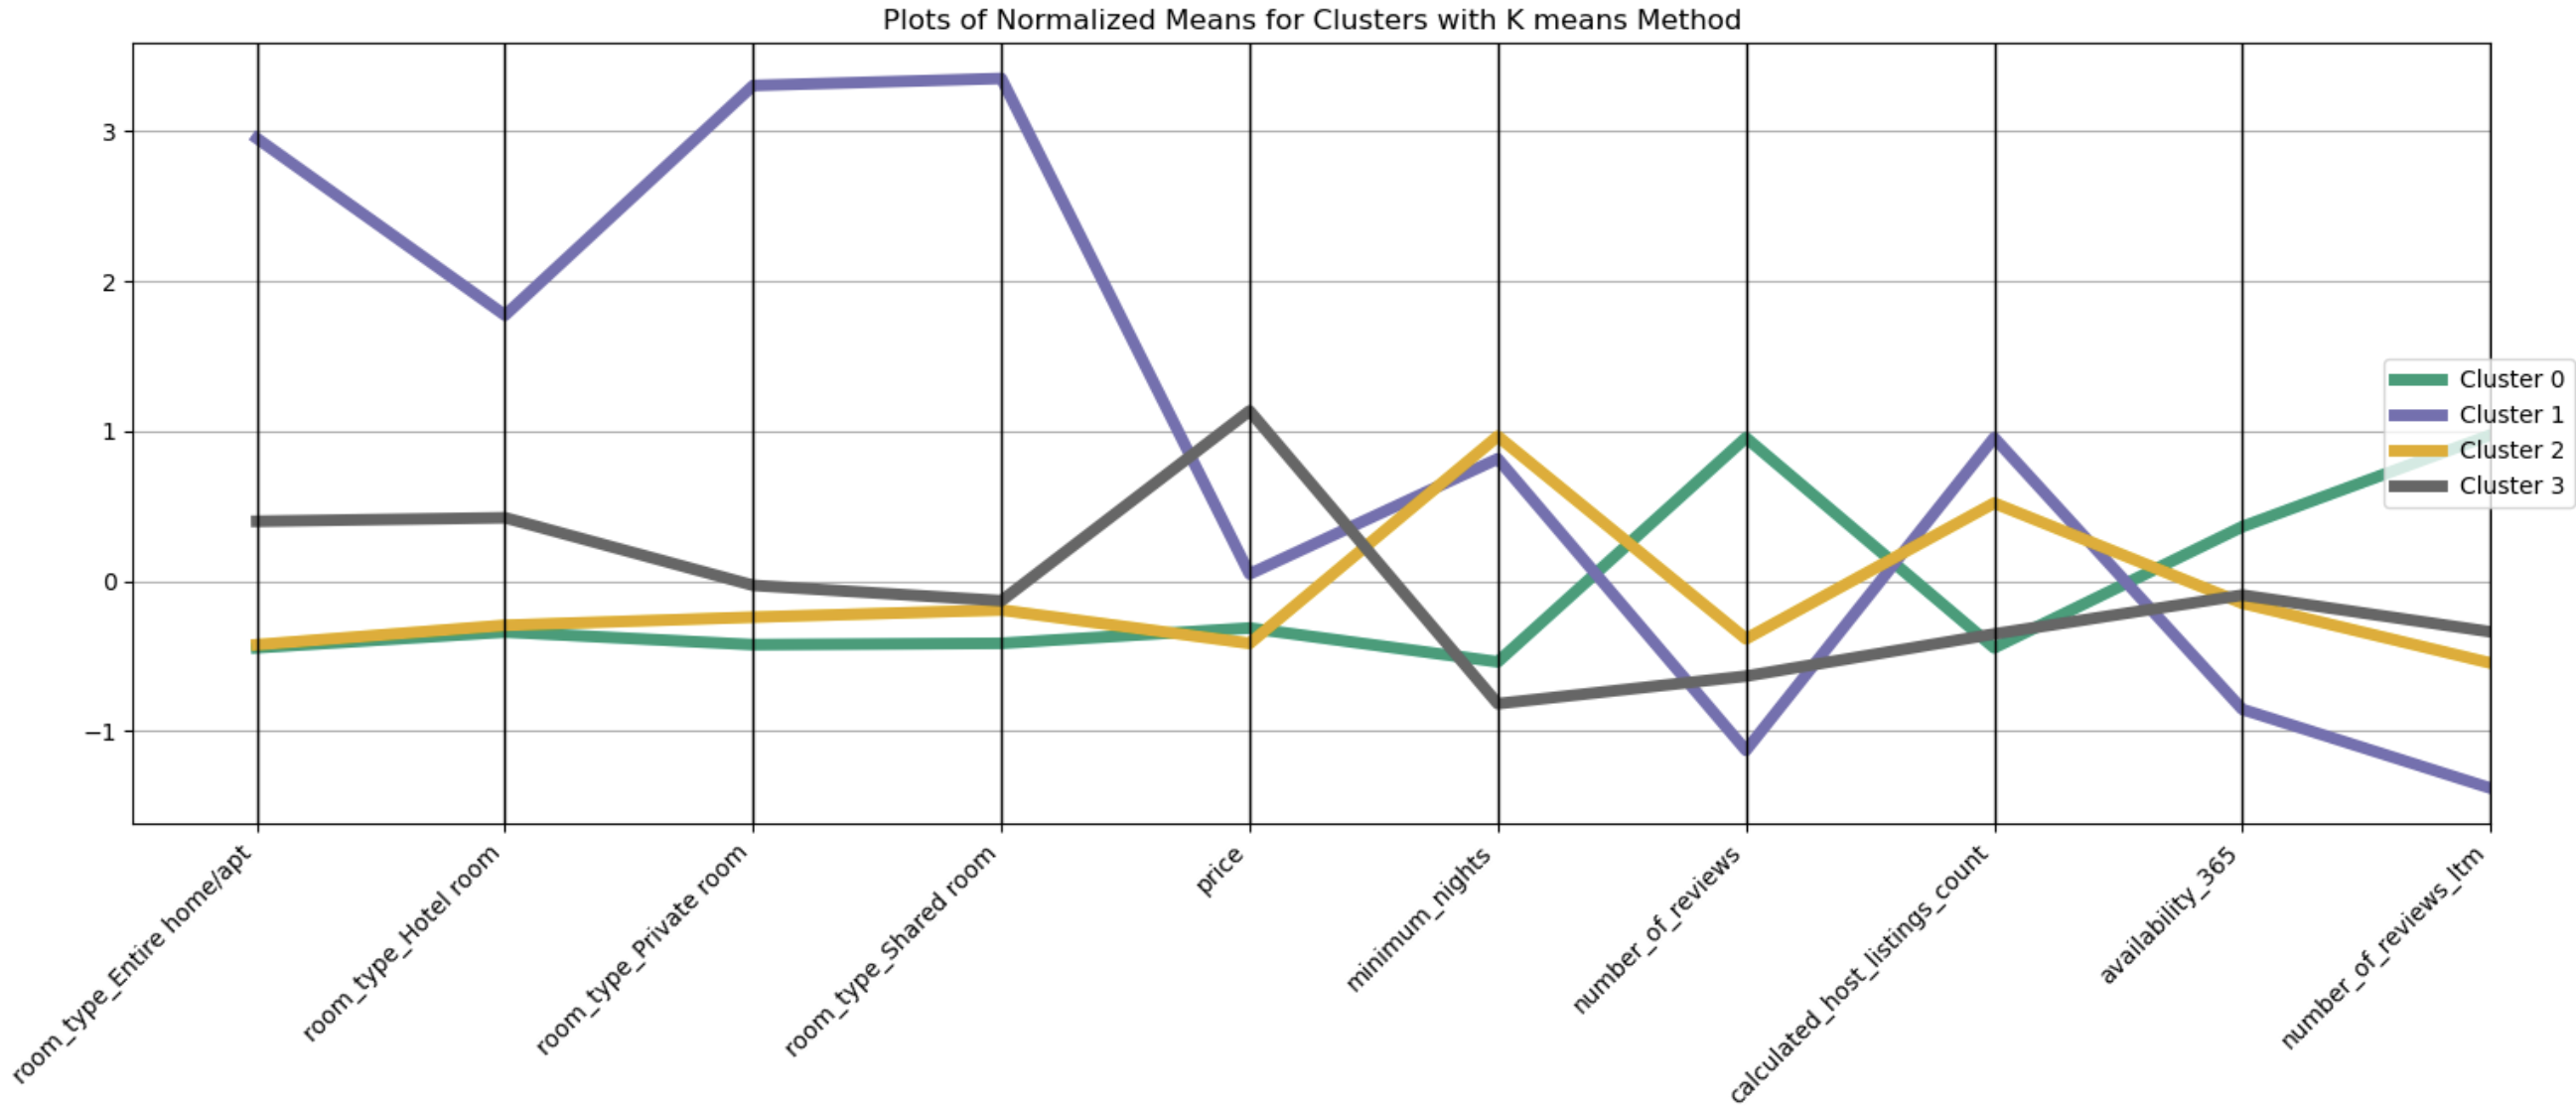 Plots of Normalized Means for Clusters with K means Method
3
2
1
0
−1
Cluster 0
Cluster 1
Cluster 2
Cluster 3
room_type_Entire home/apt
room_type_Hotel room
room_type_Private room
room_type_Shared room
price
minimum_nights
number_of_reviews
calculated_host_listings_count
availability_365
number_of_reviews_ltm